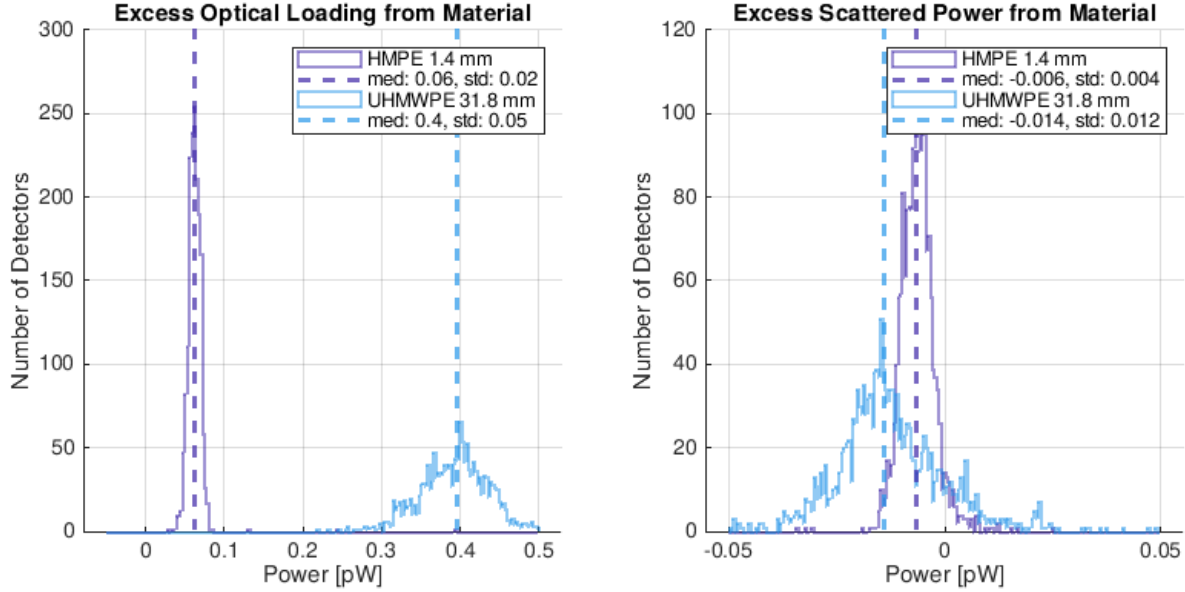 Excess Optical Loading from Material
300
250
200
150
100
50
0
Number of Detectors
HMPE 1.4 mm
med: 0.06, std: 0.02
UHMWPE 31.8 mm
med: 0.4, std: 0.05
0 0.1 0.2 0.3 0.4 0.5
Power [pW]
Excess Scattered Power from Material
120
100
80
60
40
20
0
Number of Detectors
HMPE 1.4 mm
med: -0.006, std: 0.004
UHMWPE 31.8 mm
med: -0.014, std: 0.012
-0.05 0 0.05
Power [pW]